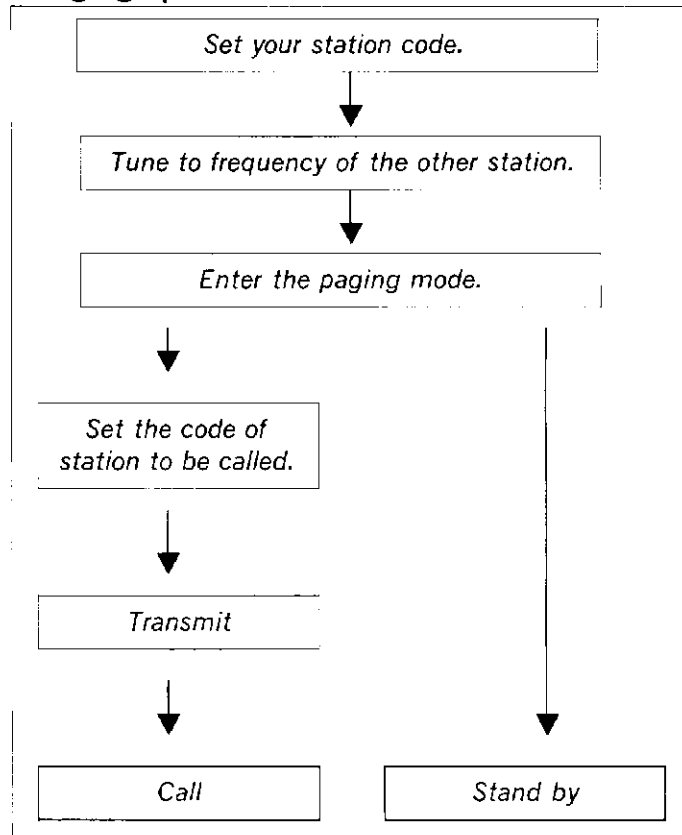 Set your station code.
Tune to frequency of the other station.
Enter the paging mode.
Set the code of
station to be called.
Transmit
Call
Stand by